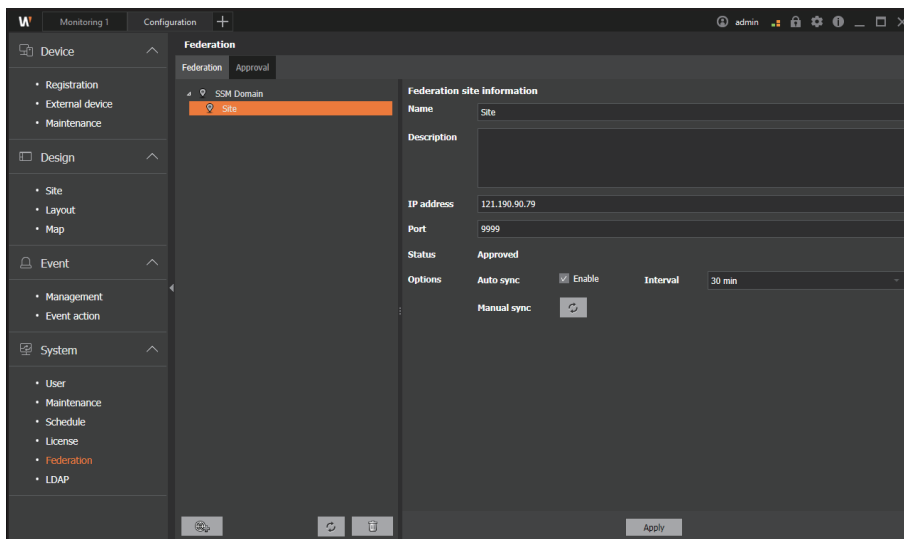 W
Monitoring 1
Configuration
admin
Device
• Registration
• External device
• Maintenance
Design
• Site
• Layout
• Map
Event
• Management
• Event action
System
• User
• Maintenance
• Schedule
• License
• Federation
• LDAP
Federation
Federation Approval
SSM Domain
Site
Federation site information
Name Site
Description
IP address 121.190.90.79
Port 9999
Status Approved
Options Auto sync Enable Interval 30 min
Manual sync
Apply